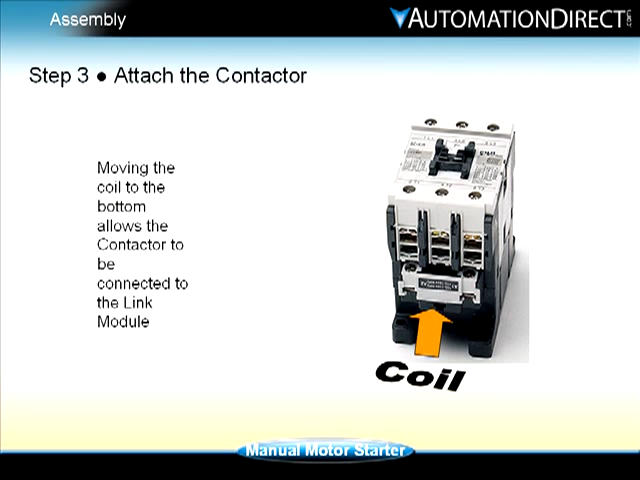 Assembly
AUTOMATIONDIRECT.com
Step 3 ● Attach the Contactor
Moving the
coil to the
bottom
allows the
Contactor to
be
connected to
the Link
Module
Coil
Manual Motor Starter